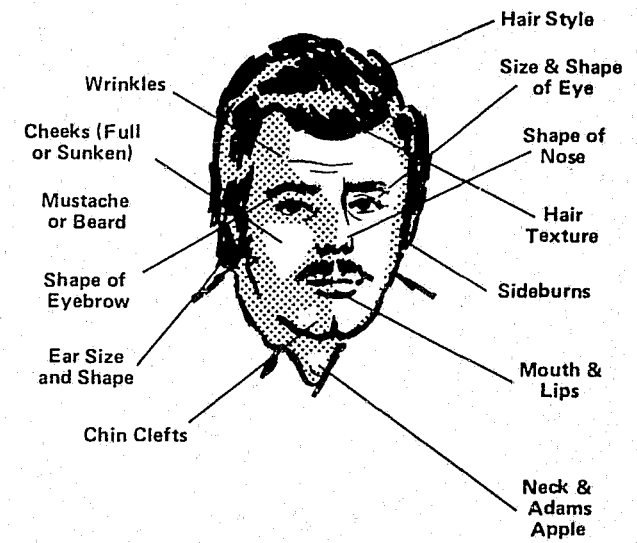 Hair Style
Wrinkles
Size & Shape
of Eye
Cheeks (Full
or Sunken)
Shape of
Nose
Mustache
or Beard
Hair
Texture
Shape of
Eyebrow
Sideburns
Ear Size
and Shape
Mouth &
Lips
Chin Clefts
Neck &
Adams
Apple